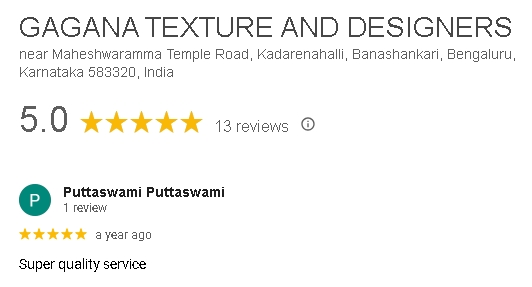 GAGANA TEXTURE AND DESIGNERS
near Maheshwaramma Temple Road, Kadarenahalli, Banashankari, Bengaluru,
Karnataka 583320, India
5.0 13 reviews
P
Puttaswami Puttaswami
1 review
a year ago
Super quality service